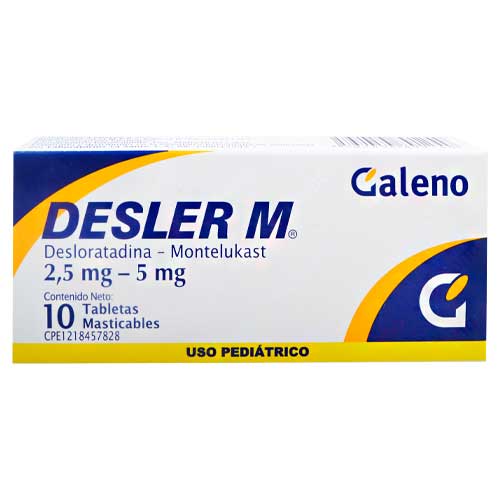 Galeno
DESLER M®
Desloratadina - Montelukast
2,5 mg - 5 mg
Contenido Neto:
10 Tabletas
Masticables
CPE1218457828
USO PEDIÁTRICO